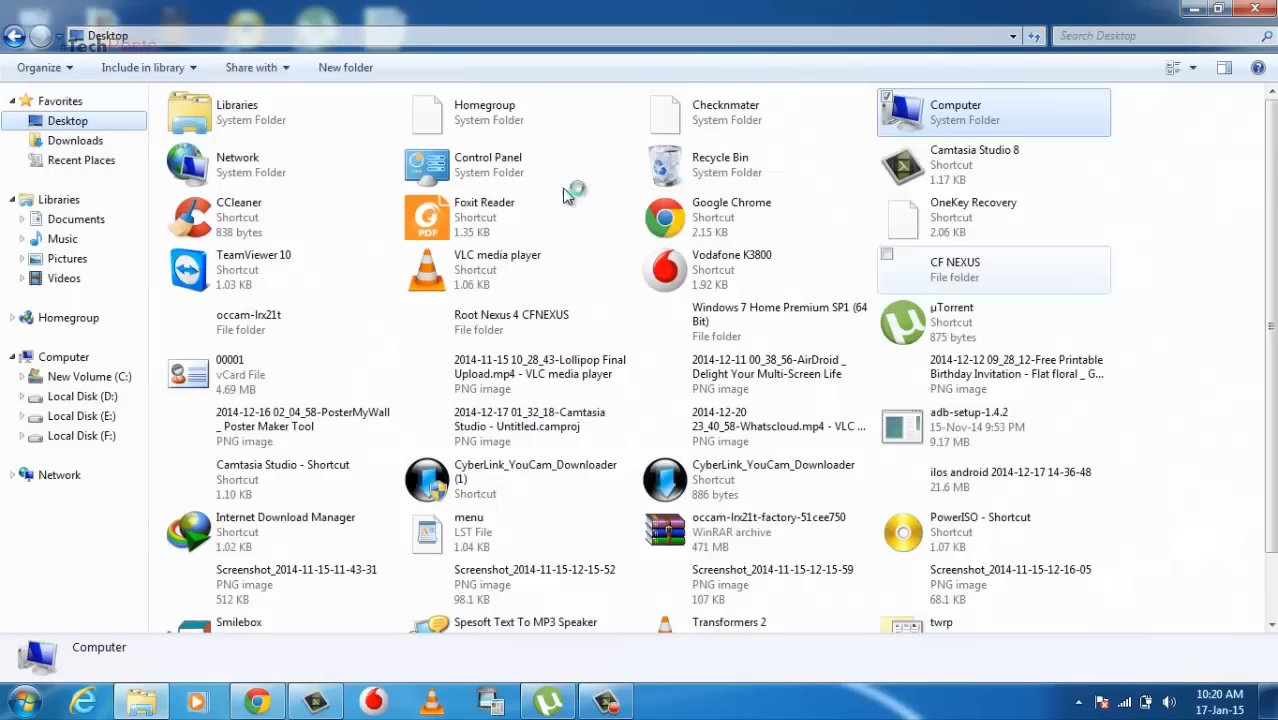 Desktop
#TechPoste
Search Desktop
Organize
Include in library
Share with
New folder
Favorites
Desktop
Downloads
Recent Places
Libraries
Documents
Music
Pictures
Videos
Homegroup
Computer
New Volume (C:)
Local Disk (D:)
Local Disk (E:)
Local Disk (F:)
Network
Libraries
System Folder
Homegroup
System Folder
Checknmater
System Folder
Computer
System Folder
Network
System Folder
Control Panel
System Folder
Recycle Bin
System Folder
Camtasia Studio 8
Shortcut
1.17 KB
CCleaner
Shortcut
838 bytes
PDF
Foxit Reader
Shortcut
1.35 KB
Google Chrome
Shortcut
2.15 KB
OneKey Recovery
Shortcut
2.06 KB
TeamViewer 10
Shortcut
1.03 KB
VLC media player
Shortcut
1.06 KB
Vodafone K3800
Shortcut
1.92 KB
CF NEXUS
File folder
occam-lrx21t
File folder
Root Nexus 4 CFNEXUS
File folder
Windows 7 Home Premium SP1 (64
Bit)
File folder
µTorrent
Shortcut
875 bytes
00001
vCard File
4.69 MB
2014-11-15 10_28_43-Lollipop Final
Upload.mp4 - VLC media player
PNG image
2014-12-11 00_38_56-AirDroid _
Delight Your Multi-Screen Life
PNG image
2014-12-12 09_28_12-Free Printable
Birthday Invitation - Flat floral _ G...
PNG image
2014-12-16 02_04_58-PosterMyWall
_ Poster Maker Tool
PNG image
2014-12-17 01_32_18-Camtasia
Studio - Untitled.camproj
PNG image
2014-12-20
23_40_58-Whatscloud.mp4 - VLC ...
PNG image
adb-setup-1.4.2
15-Nov-14 9:53 PM
9.17 MB
Camtasia Studio - Shortcut
Shortcut
1.10 KB
CyberLink_YouCam_Downloader
(1)
Shortcut
CyberLink_YouCam_Downloader
Shortcut
886 bytes
ilos android 2014-12-17 14-36-48
21.6 MB
Internet Download Manager
Shortcut
1.02 KB
menu
LST File
1.04 KB
occam-lrx21t-factory-51cee750
WinRAR archive
471 MB
PowerISO - Shortcut
Shortcut
1.07 KB
Screenshot_2014-11-15-11-43-31
PNG image
512 KB
Screenshot_2014-11-15-12-15-52
PNG image
98.1 KB
Screenshot_2014-11-15-12-15-59
PNG image
107 KB
Screenshot_2014-11-15-12-16-05
PNG image
68.1 KB
Smilebox
Spesoft Text To MP3 Speaker
Transformers 2
twrp
Computer
10:20 AM
17-Jan-15